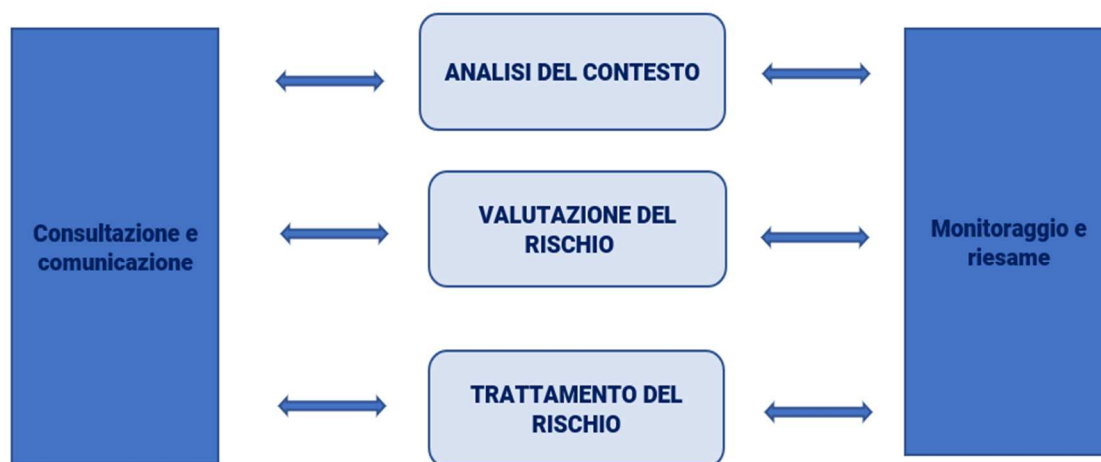 ANALISI DEL CONTESTO
VALUTAZIONE DEL
RISCHIO
Consultazione e
comunicazione
Monitoraggio e
riesame
TRATTAMENTO DEL
RISCHIO